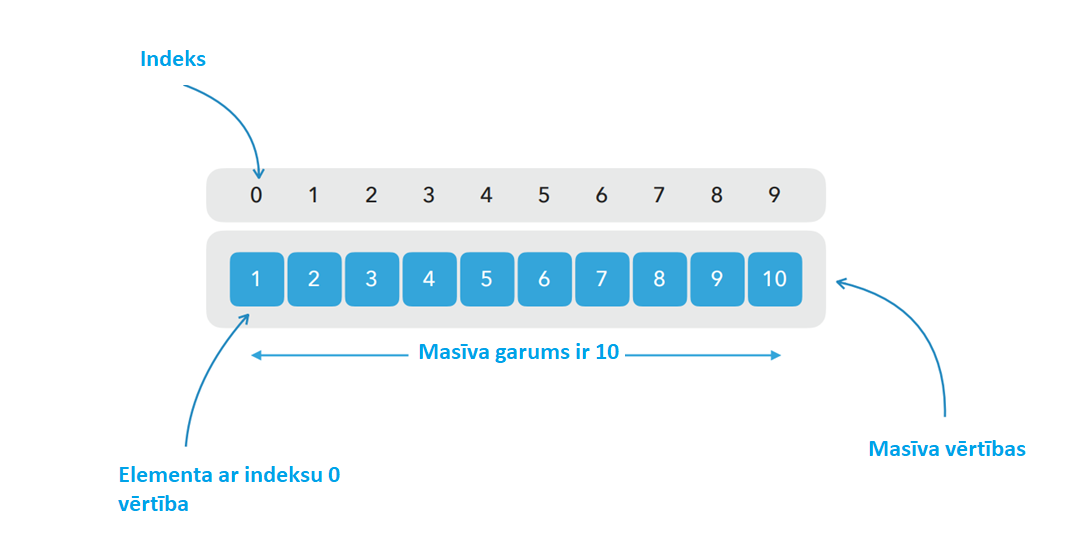 Indeks
0 1 2 3 4 5 6 7 8 9
1 2 3 4 5 6 7 8 9 10
Masīva garums ir 10
Masīva vērtības
Elementa ar indeksu 0
vērtība